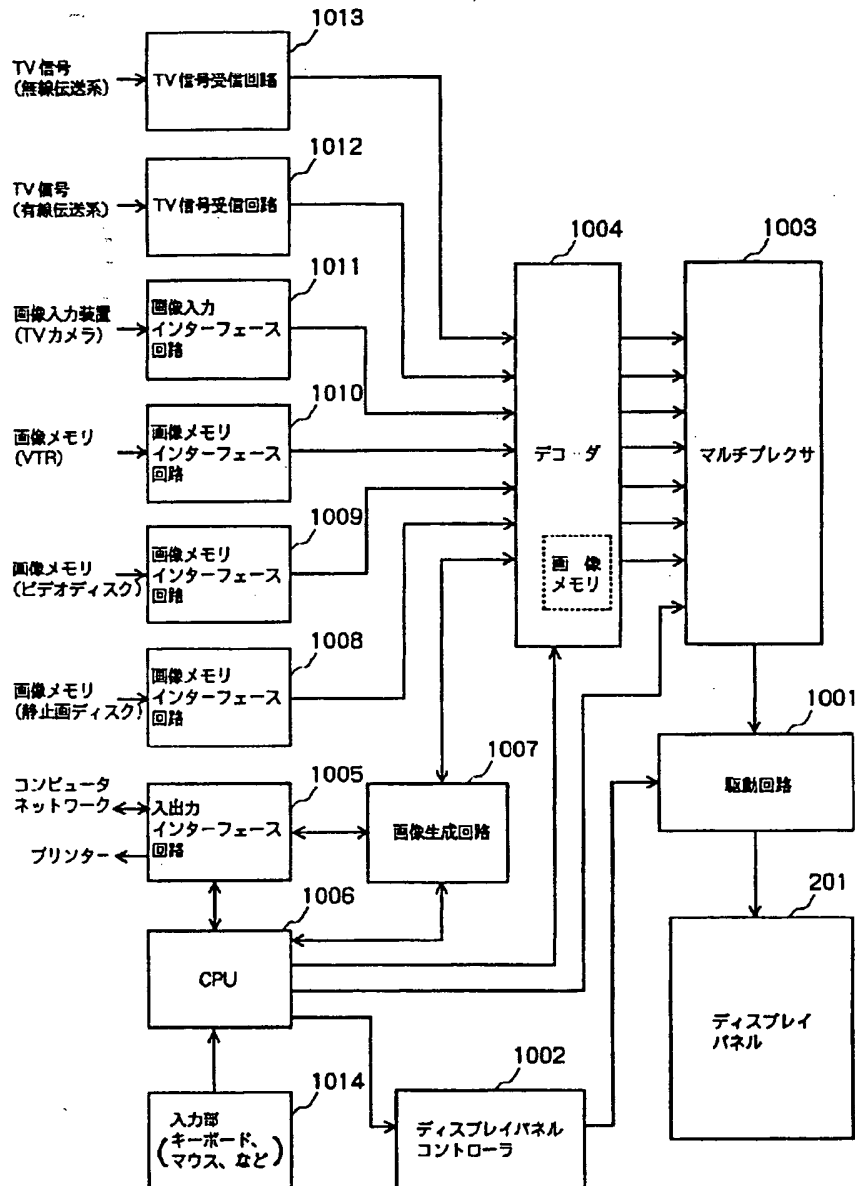 1013
TV信号
(無線伝送系)
TV信号受信回路
1012
TV信号
(有線伝送系)
TV信号受信回路
1004
1003
1011
画像入力装置
(TVカメラ)
画像入力
インターフェース
回路
1010
画像メモリ
(VTR)
画像メモリ
インターフェース
回路
デコーダ
マルチプレクサ
1009
画像メモリ
(ビデオディスク)
画像メモリ
インターフェース
回路
画像
メモリ
1008
画像メモリ
(静止画ディスク)
画像メモリ
インターフェース
回路
1001
駆動回路
1007
1005
コンピュータ
ネットワーク
プリンター
入出力
インターフェース
回路
画像生成回路
1006
CPU
201
ディスプレイ
パネル
1014
入力部
(キーボード、
マウス、など)
1002
ディスプレイパネル
コントローラ